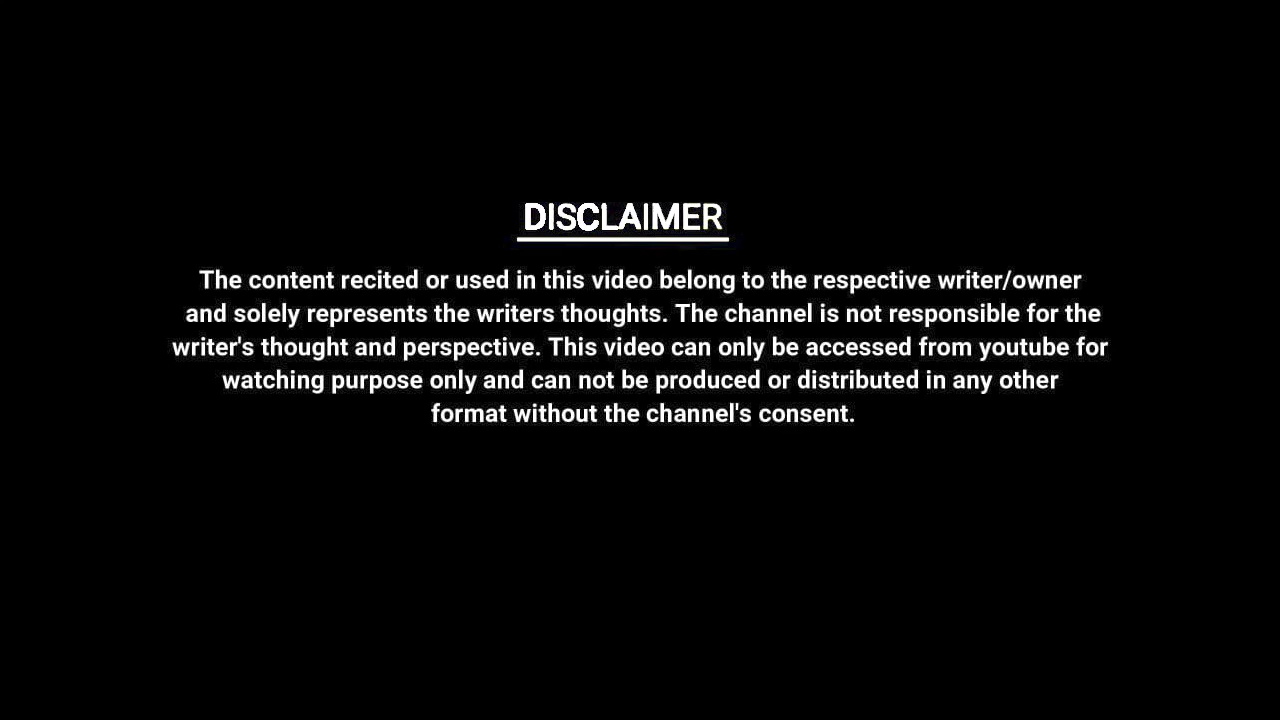 DISCLAIMER
The content recited or used in this video belong to the respective writer/owner
and solely represents the writers thoughts. The channel is not responsible for the
writer's thought and perspective. This video can only be accessed from youtube for
watching purpose only and can not be produced or distributed in any other
format without the channel's consent.